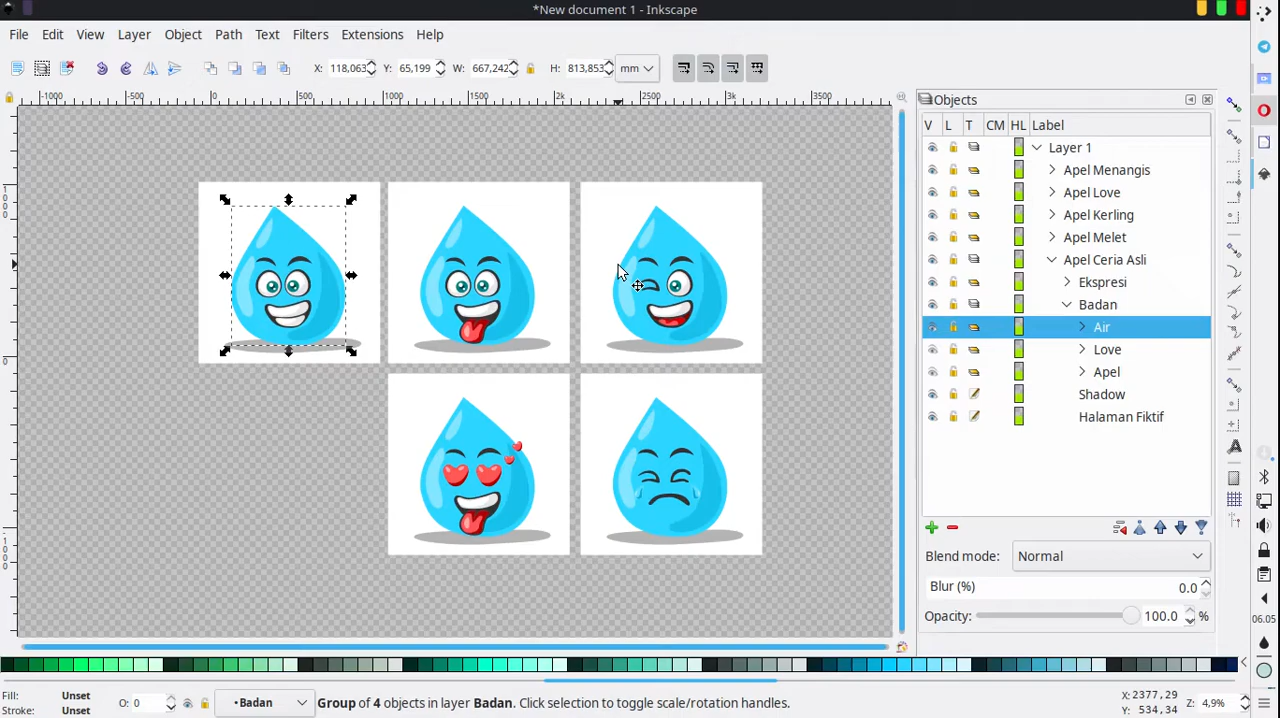 *New document 1 - Inkscape
File Edit View Layer Object Path Text Filters Extensions Help
X: 118,063 Y: 65,199 W: 667,242 H: 813,853 mm
-1000 -500 0 500 1000 1500 2k 2500 3k 3500
Objects
V L T CM HL Label
Layer 1
Apel Menangis
Apel Love
Apel Kerling
Apel Melet
Apel Ceria Asli
Ekspresi
Badan
Air
Love
Apel
Shadow
Halaman Fiktif
Blend mode: Normal
Blur (%) 0.0
Opacity: 100.0 %
06.05
Fill: Unset
Stroke: Unset
O: 0
•Badan
Group of 4 objects in layer Badan. Click selection to toggle scale/rotation handles.
X: 2377,29
Y: 534,34
Z: 4,9%